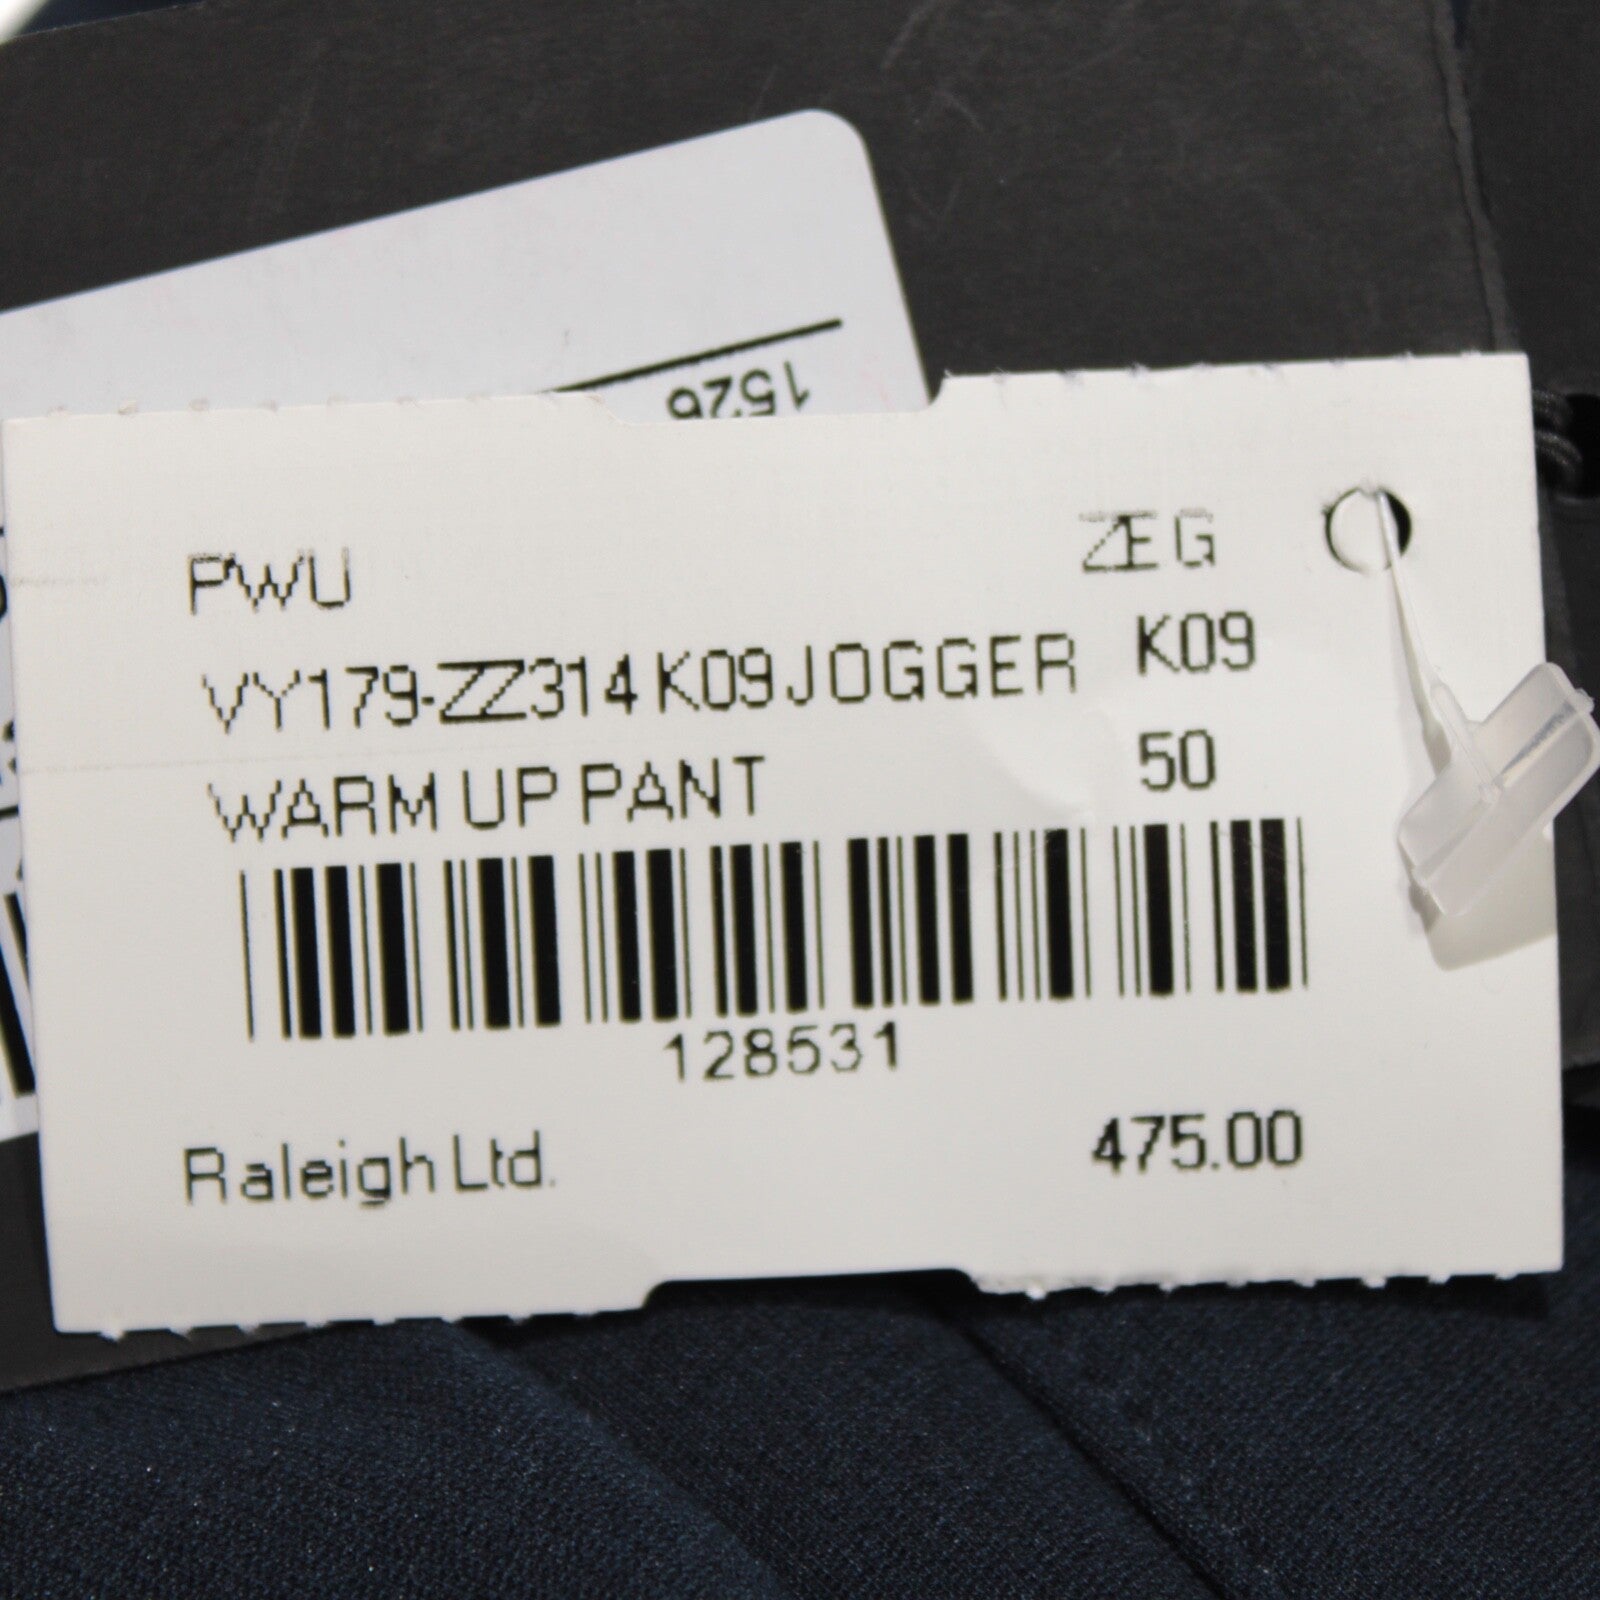 1526
PWU ZEG
VY179-ZZ314 K09 JOGGER K09
WARM UP PANT 50
128531
Raleigh Ltd. 475.00